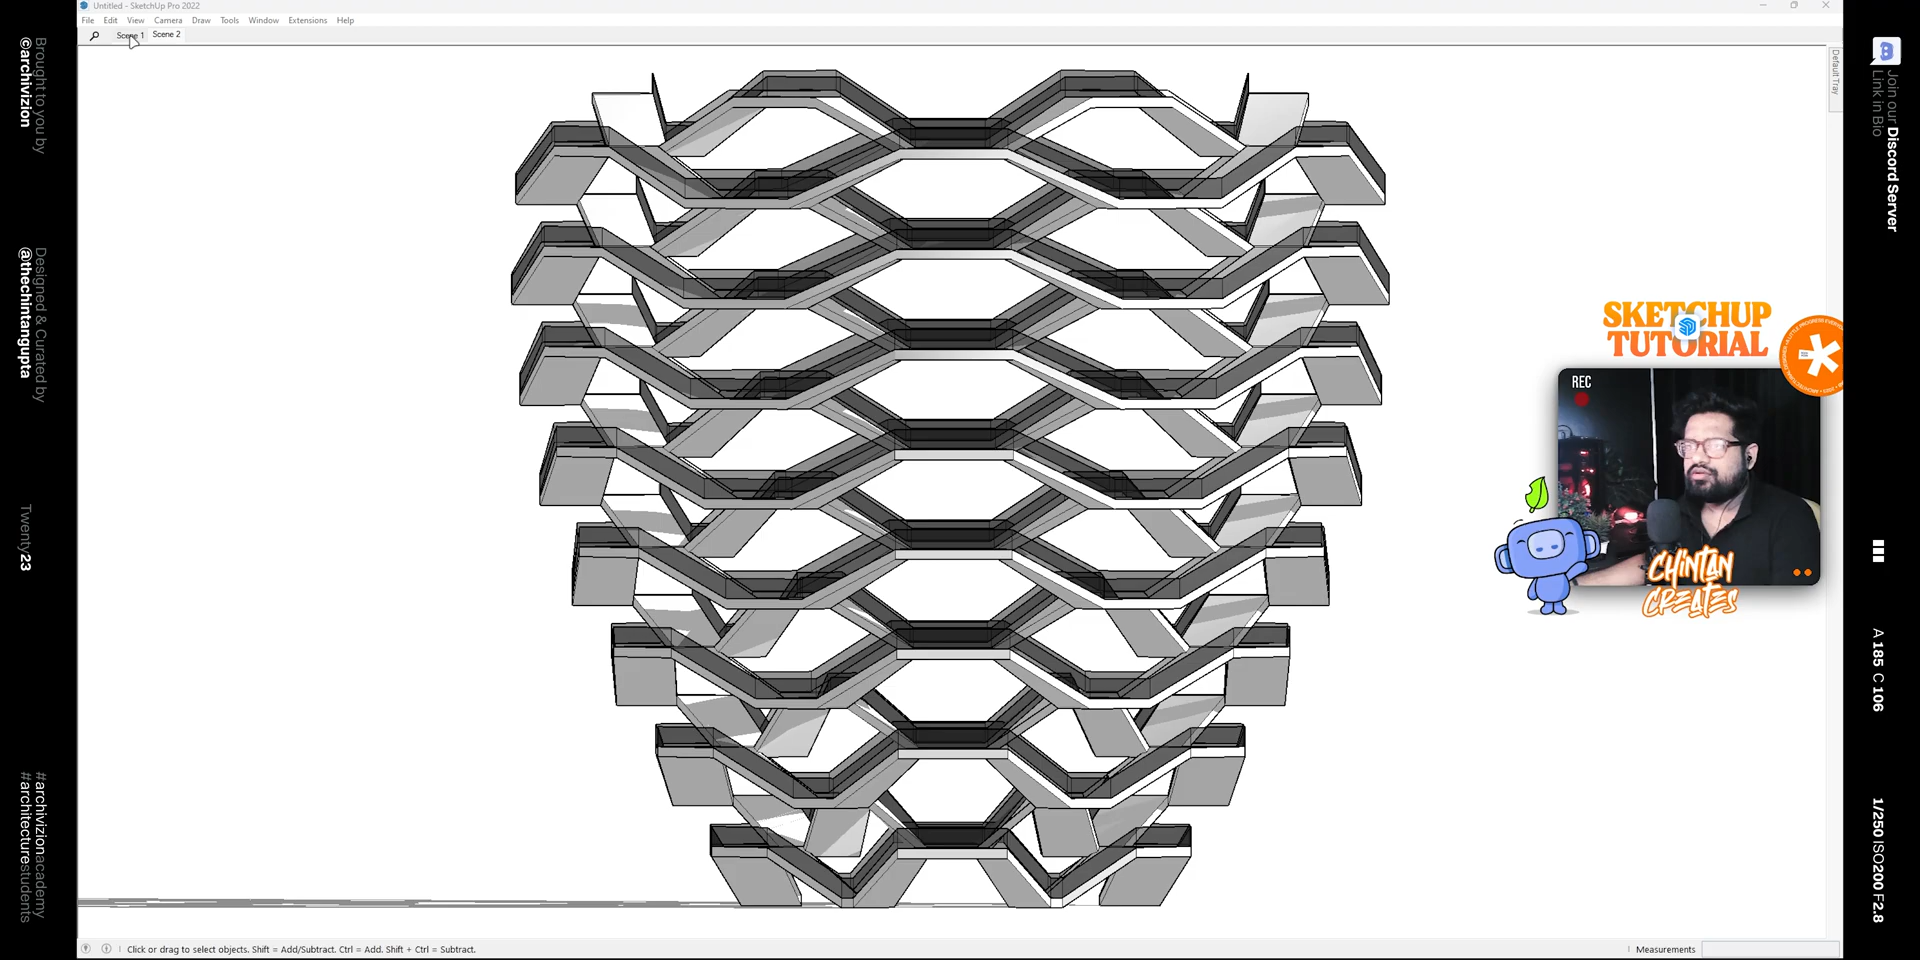 Untitled - SketchUp Pro 2022
File Edit View Camera Draw Tools Window Extensions Help
Scene 1 Scene 2
Default Tray
Brought to you by
@archivizion
Designed & Curated by
@thechintangupta
Twenty23
#archivizionacademy
#architecturestudents
Join our Discord Server
Link in Bio
SKETCHUP
TUTORIAL
REC
CHINTAN
CREATES
A 185 C 106
1/250 ISO200 F2.8
Click or drag to select objects. Shift = Add/Subtract. Ctrl = Add. Shift + Ctrl = Subtract.
Measurements